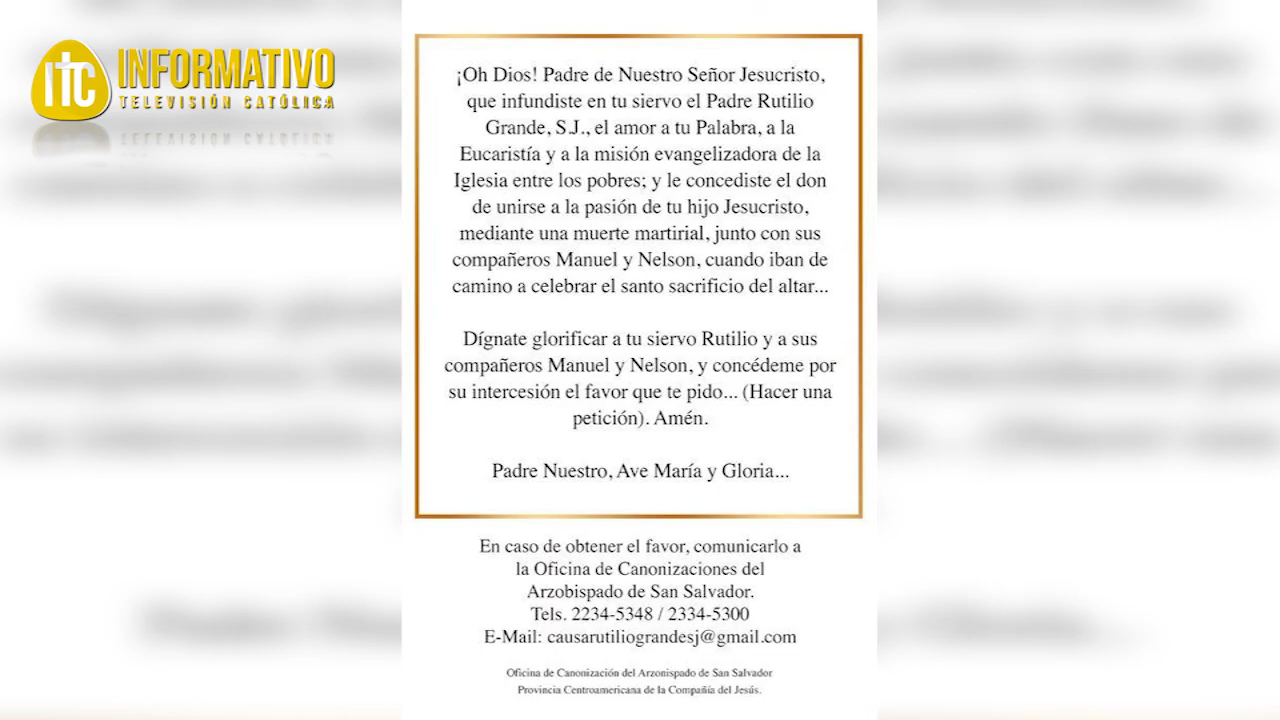 itc INFORMATIVO
TELEVISIÓN CATÓLICA
¡Oh Dios! Padre de Nuestro Señor Jesucristo,
que infundiste en tu siervo el Padre Rutilio
Grande, S.J., el amor a tu Palabra, a la
Eucaristía y a la misión evangelizadora de la
Iglesia entre los pobres; y le concediste el don
de unirse a la pasión de tu hijo Jesucristo,
mediante una muerte martirial, junto con sus
compañeros Manuel y Nelson, cuando iban de
camino a celebrar el santo sacrificio del altar...
Dígnate glorificar a tu siervo Rutilio y a sus
compañeros Manuel y Nelson, y concédeme por
su intercesión el favor que te pido... (Hacer una
petición). Amén.
Padre Nuestro, Ave María y Gloria...
En caso de obtener el favor, comunicarlo a
la Oficina de Canonizaciones del
Arzobispado de San Salvador.
Tels. 2234-5348 / 2334-5300
E-Mail: causarutiliograndesj@gmail.com
Oficina de Canonización del Arzonispado de San Salvador
Provincia Centroamericana de la Compañía del Jesús.